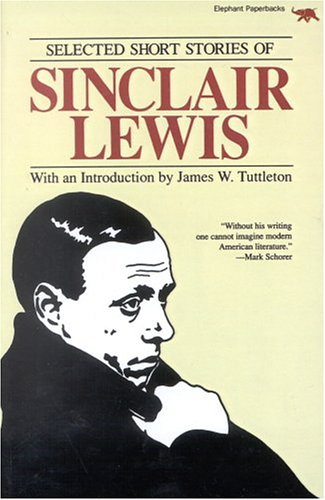 Elephant Paperbacks
SELECTED SHORT STORIES OF
SINCLAIR
LEWIS
With an Introduction by James W. Tuttleton
"Without his writing
one cannot imagine modern
American literature."
—Mark Schorer